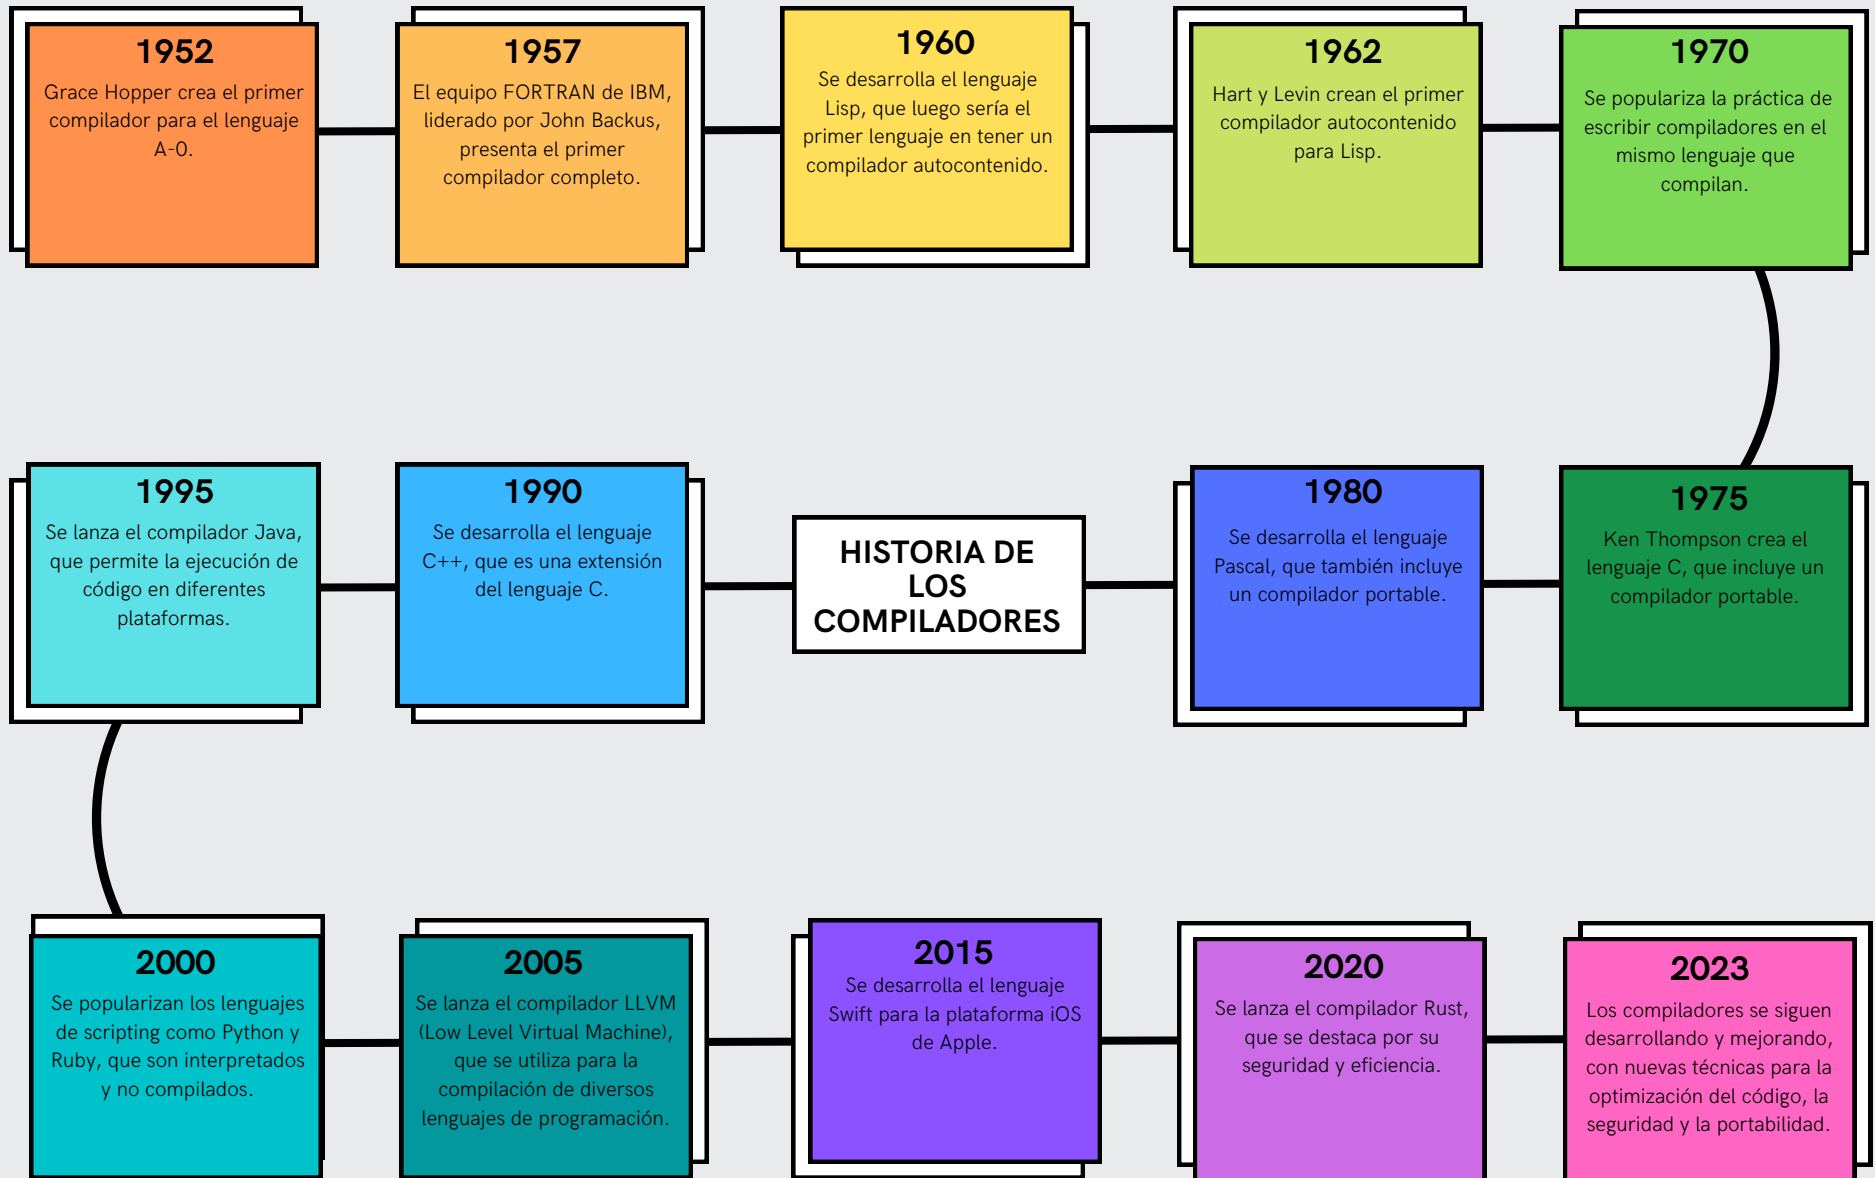 1952
Grace Hopper crea el primer
compilador para el lenguaje
A-0.
1957
El equipo FORTRAN de IBM,
liderado por John Backus,
presenta el primer
compilador completo.
1960
Se desarrolla el lenguaje
Lisp, que luego sería el
primer lenguaje en tener un
compilador autocontenido.
1962
Hart y Levin crean el primer
compilador autocontenido
para Lisp.
1970
Se populariza la práctica de
escribir compiladores en el
mismo lenguaje que
compilan.
1975
Ken Thompson crea el
lenguaje C, que incluye un
compilador portable.
1980
Se desarrolla el lenguaje
Pascal, que también incluye
un compilador portable.
HISTORIA DE
LOS
COMPILADORES
1990
Se desarrolla el lenguaje
C++, que es una extensión
del lenguaje C.
1995
Se lanza el compilador Java,
que permite la ejecución de
código en diferentes
plataformas.
2000
Se popularizan los lenguajes
de scripting como Python y
Ruby, que son interpretados
y no compilados.
2005
Se lanza el compilador LLVM
(Low Level Virtual Machine),
que se utiliza para la
compilación de diversos
lenguajes de programación.
2015
Se desarrolla el lenguaje
Swift para la plataforma iOS
de Apple.
2020
Se lanza el compilador Rust,
que se destaca por su
seguridad y eficiencia.
2023
Los compiladores se siguen
desarrollando y mejorando,
con nuevas técnicas para la
optimización del código, la
seguridad y la portabilidad.